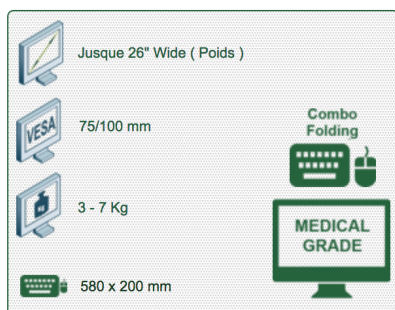 Jusque 26" Wide ( Poids )
VESA
75/100 mm
Combo
Folding
3 - 7 Kg
MEDICAL
GRADE
580 x 200 mm